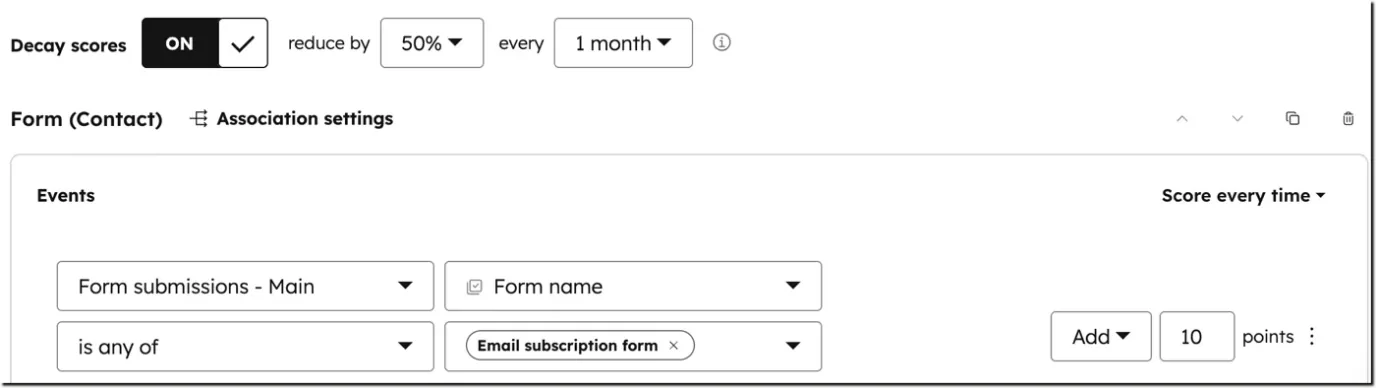 Decay scores ON reduce by 50% every 1 month
Form (Contact) Association settings
Events Score every time
Form submissions - Main Form name
is any of Email subscription form × Add 10 points